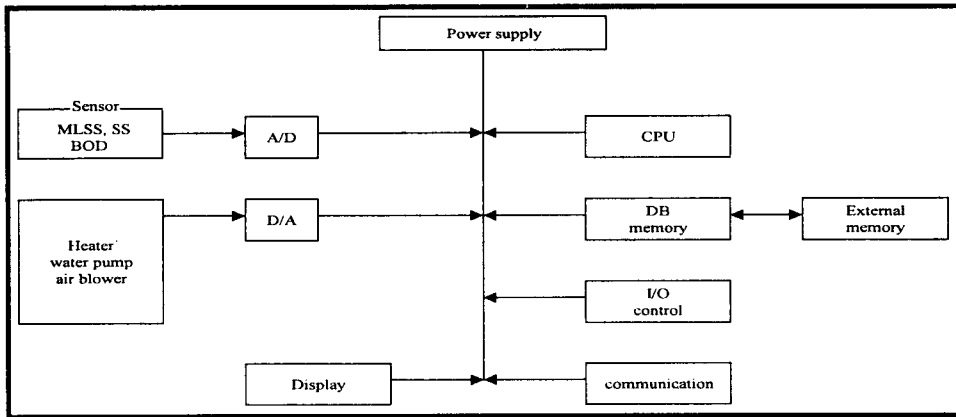 Power supply
Sensor
MLSS, SS
BOD
A/D
CPU
Heater
water pump
air blower
D/A
DB
memory
External
memory
I/O
control
Display
communication